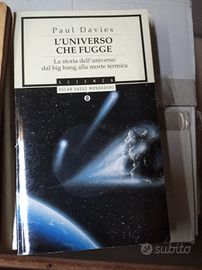 Paul Davies
L'UNIVERSO
CHE FUGGE
La storia dell'universo
dal big bang alla morte termica
SCIENZA
OSCAR SAGGI MONDADORI
subito